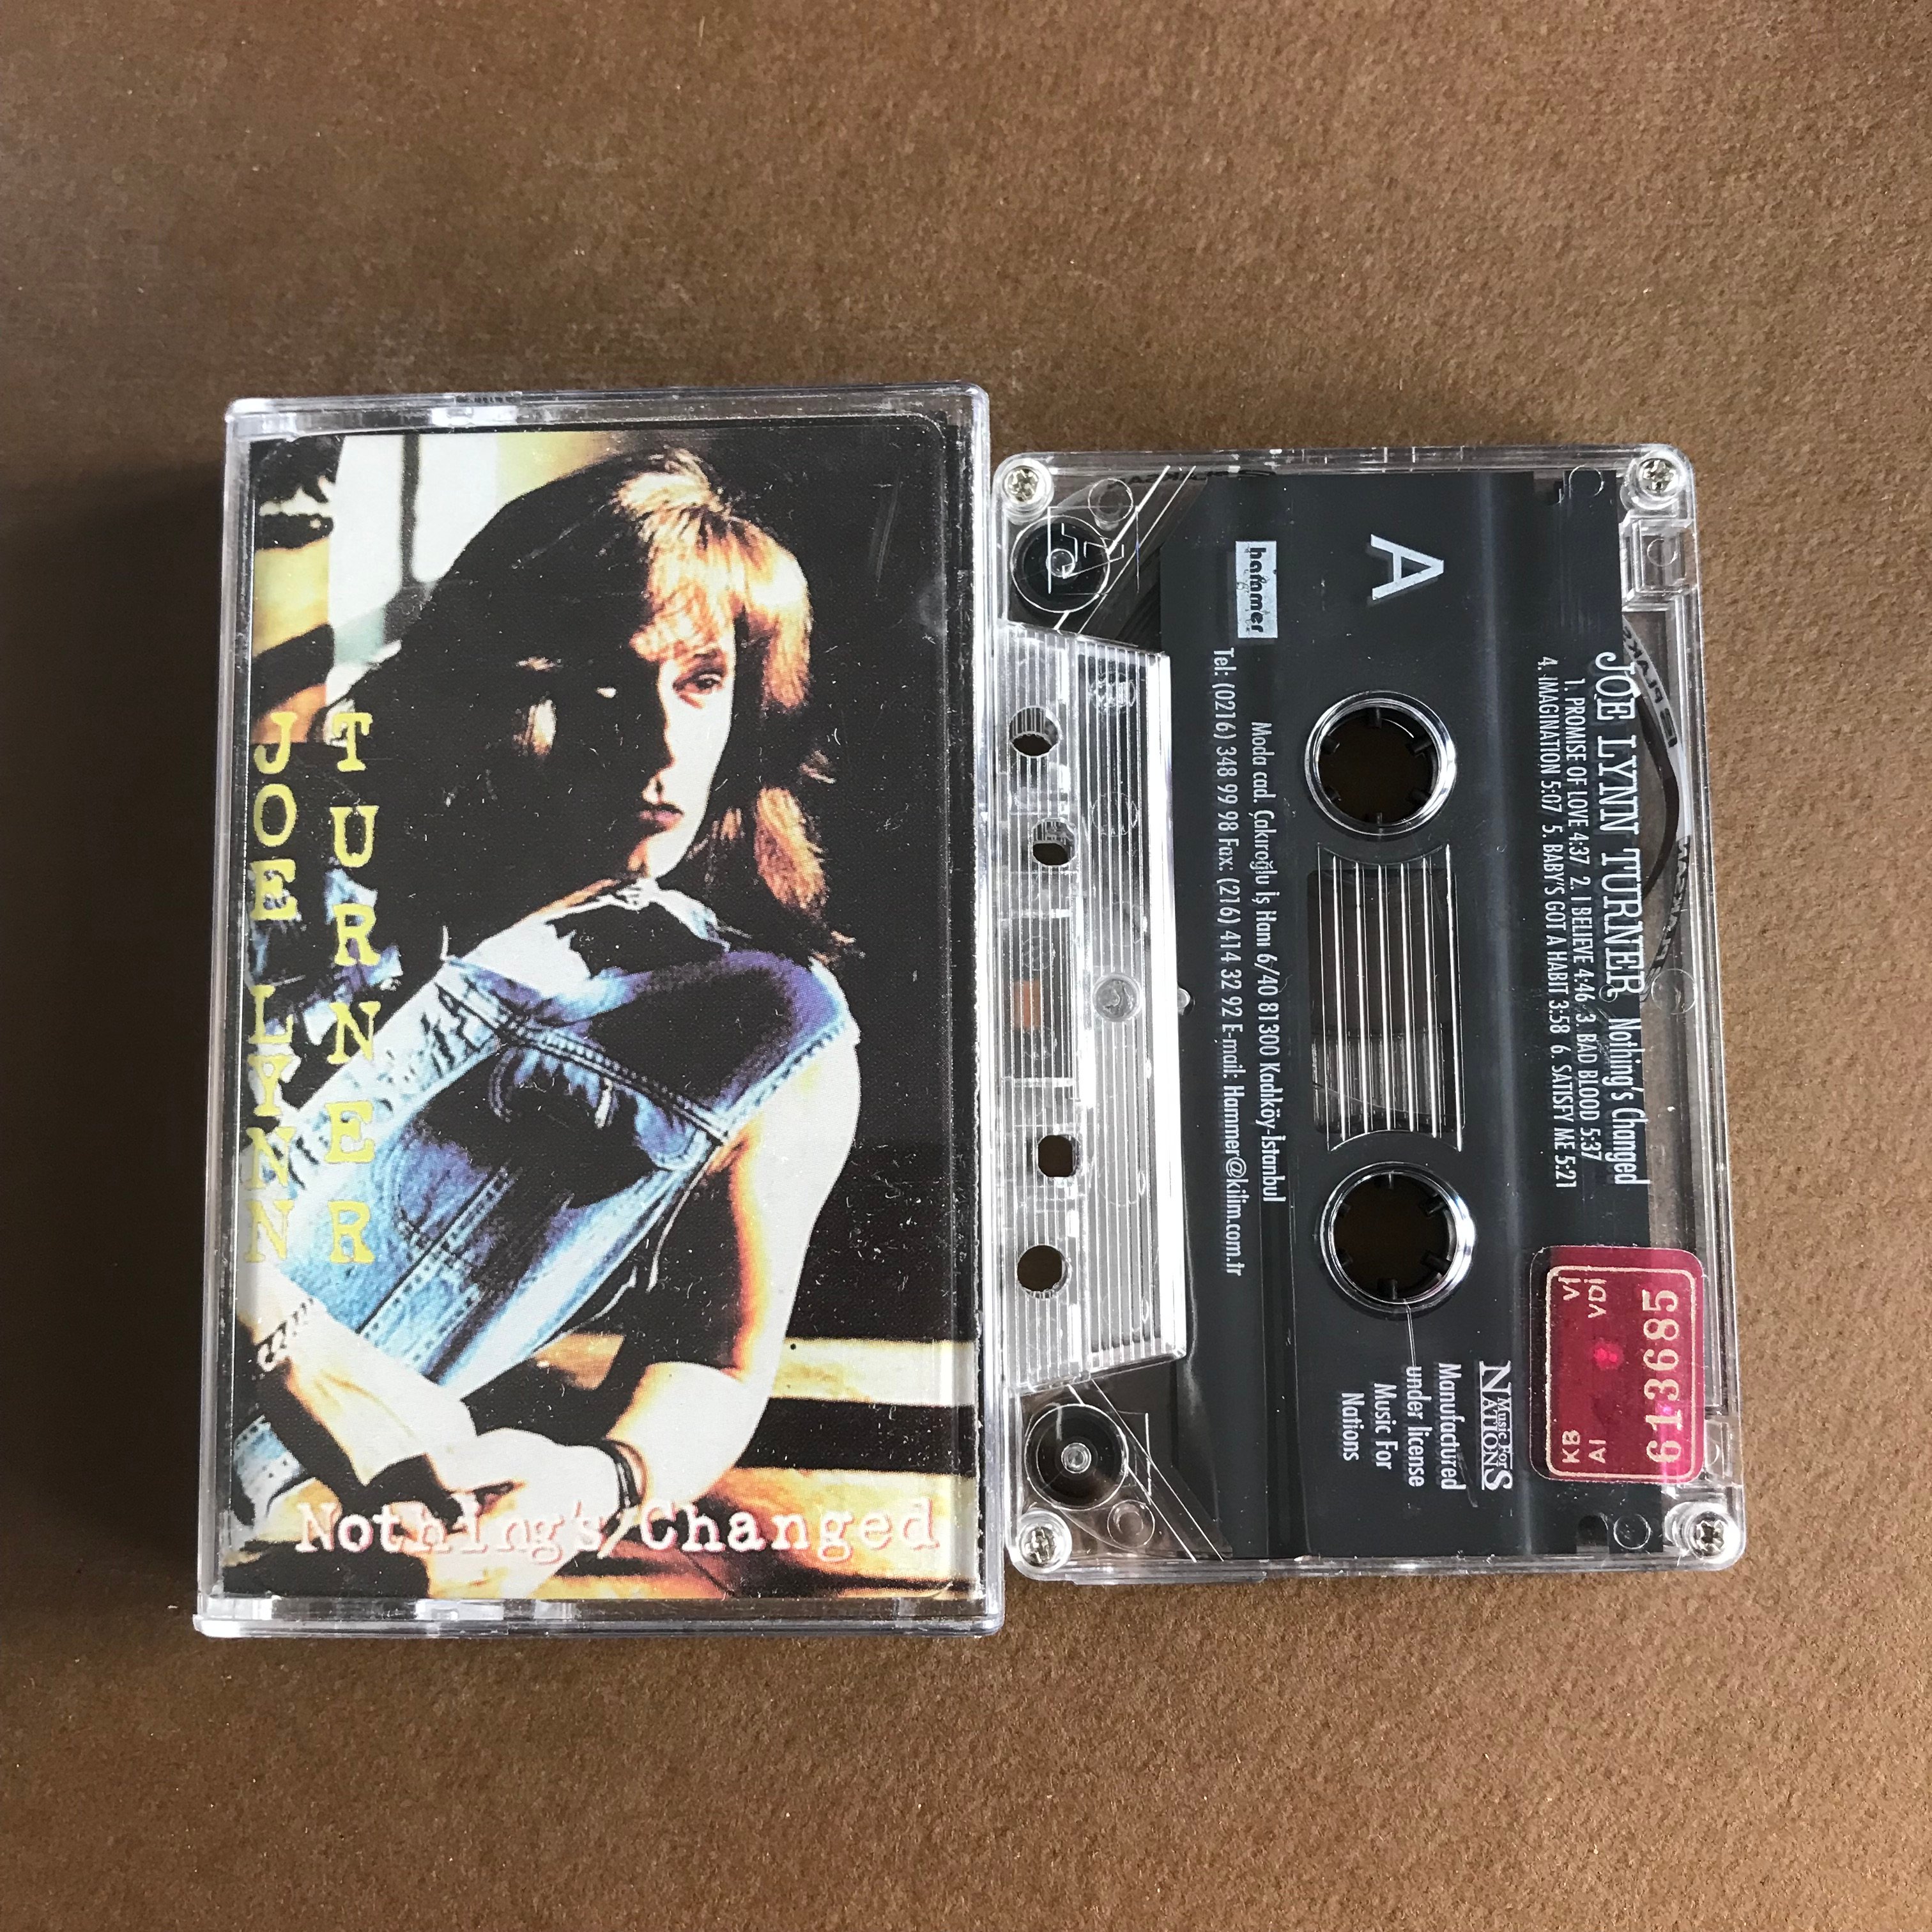 JOE LYNN
TURNER
Nothing's Changed
A
JOE LYNN TURNER Nothing's Changed
1. PROMISE OF LOVE 4:37 2. I BELIEVE 4:46 3. BAD BLOOD 5:37
4. IMAGINATION 5:07 5. BABY'S GOT A HABIT 3:58 6. SATISFY ME 5:21
hammer
Moda cad. Çakıroğlu İş Hanı 6/40 81300 Kadıköy-İstanbul
Tel: (0216) 348 99 98 Fax: (216) 414 32 92 E-mail: Hammer@kilim.com.tr
Music For
NATIONS
Manufactured
under license
Music For
Nations
613685
KB
AI